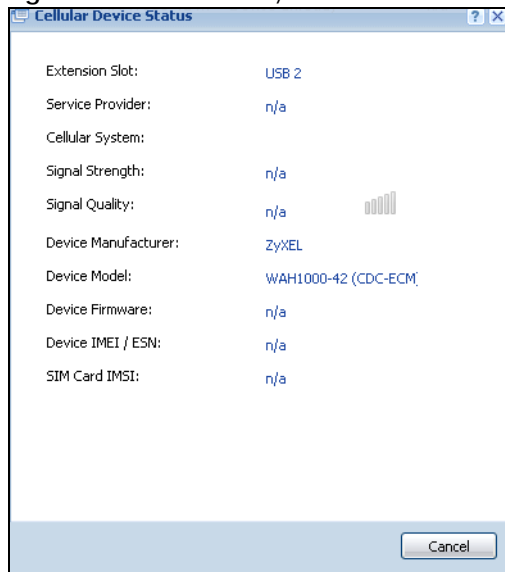 Cellular Device Status
Extension Slot: USB 2
Service Provider: n/a
Cellular System:
Signal Strength: n/a
Signal Quality: n/a
Device Manufacturer: ZyXEL
Device Model: WAH1000-42 (CDC-ECM)
Device Firmware: n/a
Device IMEI / ESN: n/a
SIM Card IMSI: n/a
Cancel